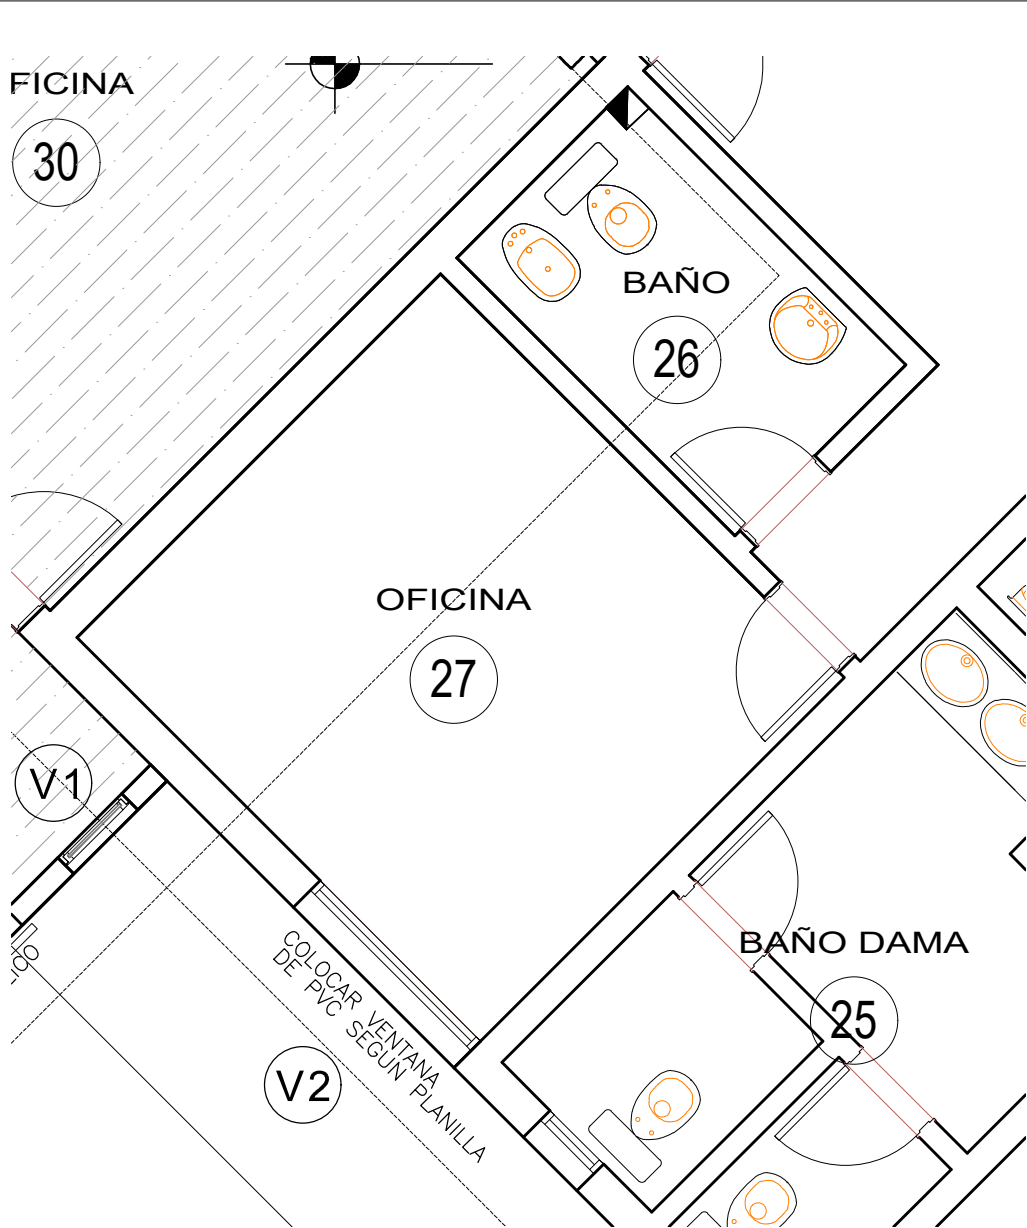 FICINA
30
BAÑO
26
OFICINA
27
V1
COLOCAR VENTANA
DE PVC SEGUN PLANILLA
V2
BAÑO DAMA
25